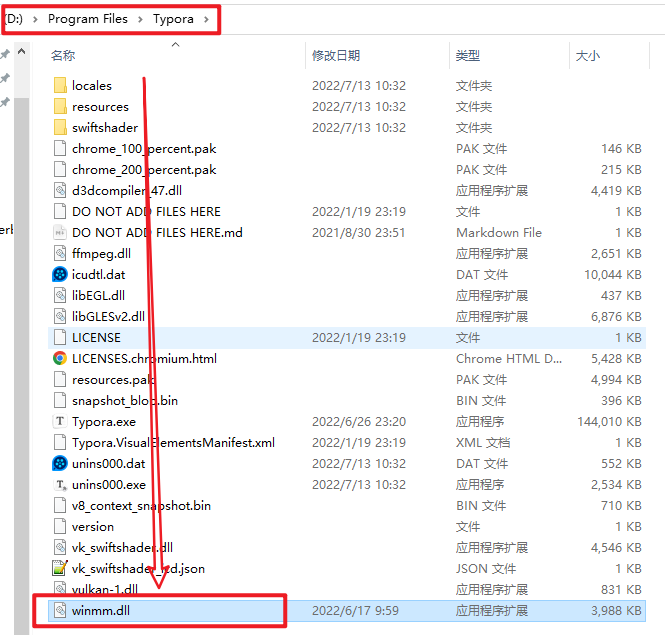 (D:) > Program Files > Typora >
名称 修改日期 类型 大小
locales 2022/7/13 10:32 文件夹
resources 2022/7/13 10:32 文件夹
swiftshader 2022/7/13 10:32 文件夹
chrome_100_percent.pak PAK 文件 146 KB
chrome_200_percent.pak PAK 文件 215 KB
d3dcompiler_47.dll 应用程序扩展 4,419 KB
DO NOT ADD FILES HERE 2022/1/19 23:19 文件 1 KB
DO NOT ADD FILES HERE.md 2021/8/30 23:51 Markdown File 1 KB
ffmpeg.dll 应用程序扩展 2,651 KB
icudtl.dat DAT 文件 10,044 KB
libEGL.dll 应用程序扩展 437 KB
libGLESv2.dll 应用程序扩展 6,876 KB
LICENSE 2022/1/19 23:19 文件 1 KB
LICENSES.chromium.html Chrome HTML D... 5,428 KB
resources.pak PAK 文件 4,994 KB
snapshot_blob.bin BIN 文件 396 KB
Typora.exe 2022/6/26 23:20 应用程序 144,010 KB
Typora.VisualElementsManifest.xml 2022/1/19 23:19 XML 文档 1 KB
unins000.dat 2022/7/13 10:32 DAT 文件 552 KB
unins000.exe 2022/7/13 10:32 应用程序 2,534 KB
v8_context_snapshot.bin BIN 文件 710 KB
version 文件 1 KB
vk_swiftshader.dll 应用程序扩展 4,546 KB
vk_swiftshader_icd.json JSON 文件 1 KB
vulkan-1.dll 应用程序扩展 831 KB
winmm.dll 2022/6/17 9:59 应用程序扩展 3,988 KB